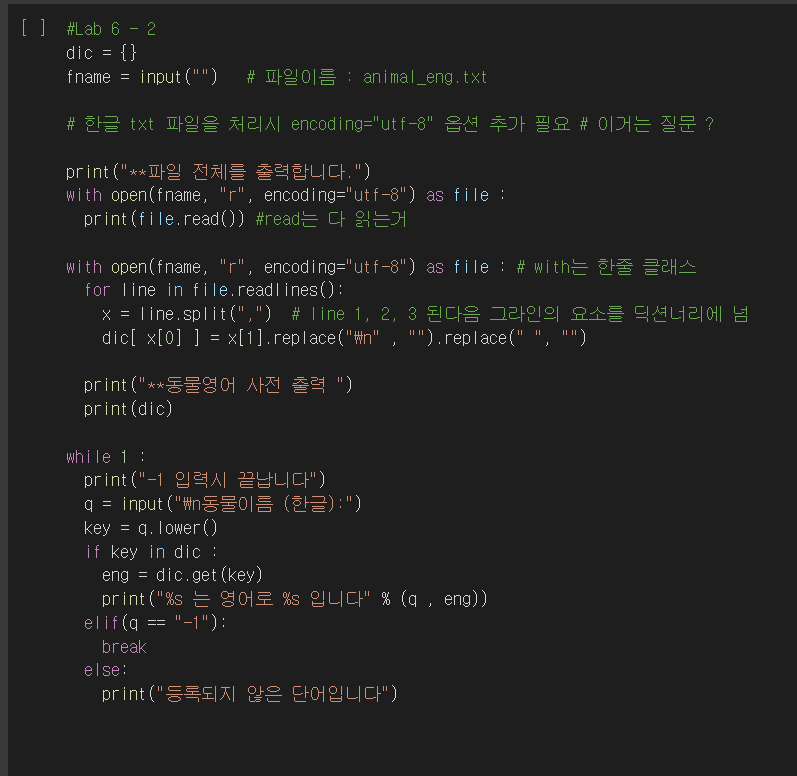 [ ] #Lab 6 - 2
dic = {}
fname = input("")   # 파일이름 : animal_eng.txt
# 한글 txt 파일을 처리시 encoding="utf-8" 옵션 추가 필요 # 이거는 질문 ?
print("**파일 전체를 출력합니다.")
with open(fname, "r", encoding="utf-8") as file :
  print(file.read()) #read는 다 읽는거
with open(fname, "r", encoding="utf-8") as file : # with는 한줄 클래스
  for line in file.readlines():
    x = line.split(",")  # line 1, 2, 3 된다음 그라인의 요소를 딕션너리에 넘
    dic[ x[0] ] = x[1].replace("₩n" , "").replace(" ", "")
  print("**동물영어 사전 출력 ")
  print(dic)
while 1 :
  print("-1 입력시 끝납니다")
  q = input("₩n동물이름 (한글):")
  key = q.lower()
  if key in dic :
    eng = dic.get(key)
    print("%s 는 영어로 %s 입니다" % (q , eng))
  elif(q == "-1"):
    break
  else:
    print("등록되지 않은 단어입니다")